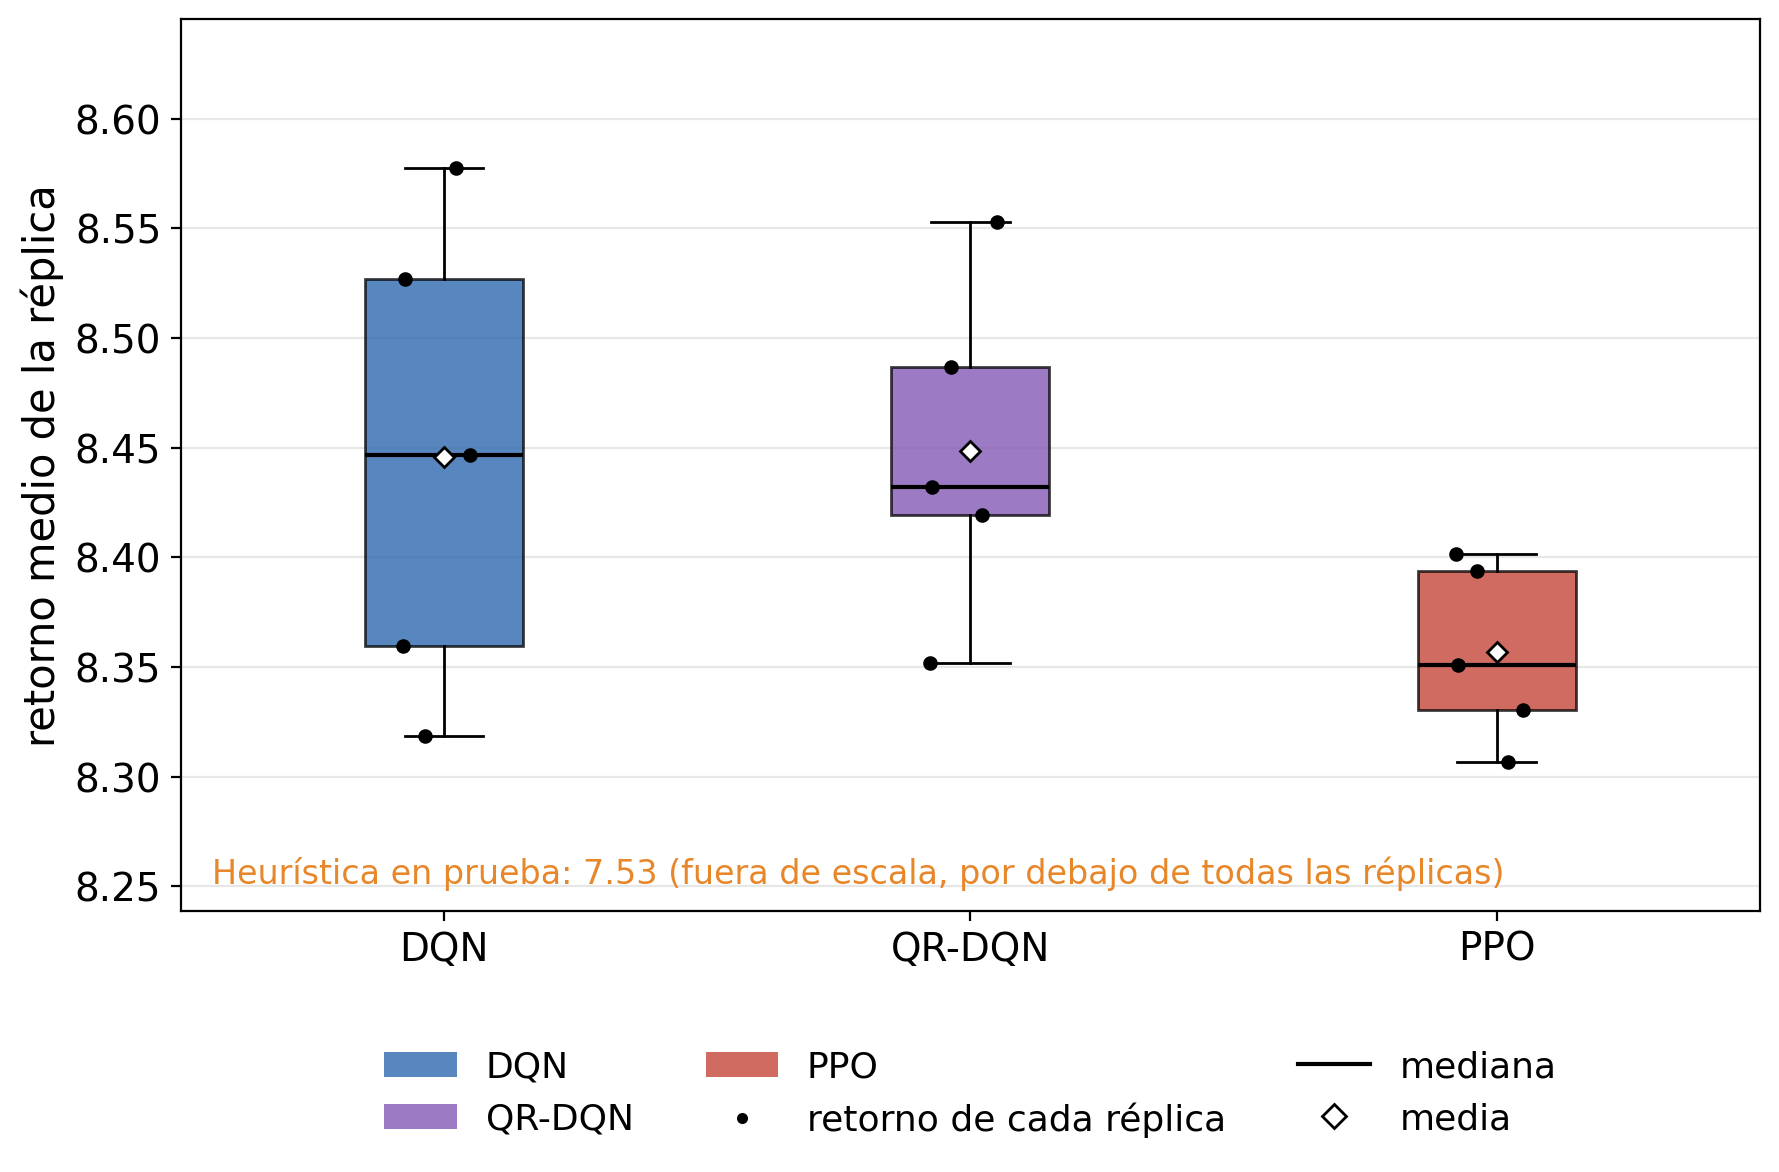 retorno medio de la réplica
8.60
8.55
8.50
8.45
8.40
8.35
8.30
8.25
Heurística en prueba: 7.53 (fuera de escala, por debajo de todas las réplicas)
DQN
QR-DQN
PPO
DQN
QR-DQN
PPO
retorno de cada réplica
mediana
media